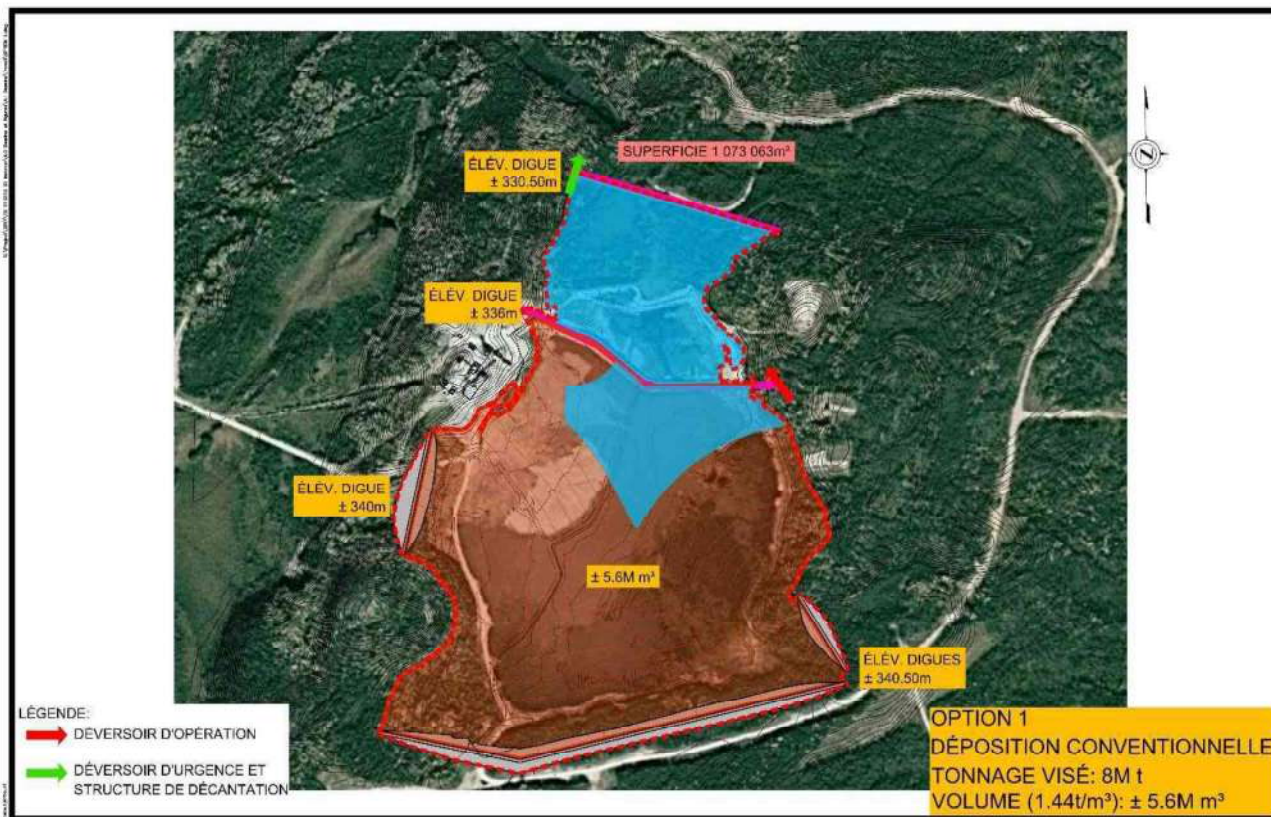 SUPERFICIE 1 073 063m²
ÉLÉV. DIGUE
± 330.50m
N
ÉLÉV. DIGUE
± 336m
ÉLÉV. DIGUE
± 340m
± 5.6M m³
ÉLÉV. DIGUES
± 340.50m
LÉGENDE:
DÉVERSOIR D'OPÉRATION
DÉVERSOIR D'URGENCE ET
STRUCTURE DE DÉCANTATION
OPTION 1
DÉPOSITION CONVENTIONNELLE
TONNAGE VISÉ: 8M t
VOLUME (1.44t/m³): ± 5.6M m³